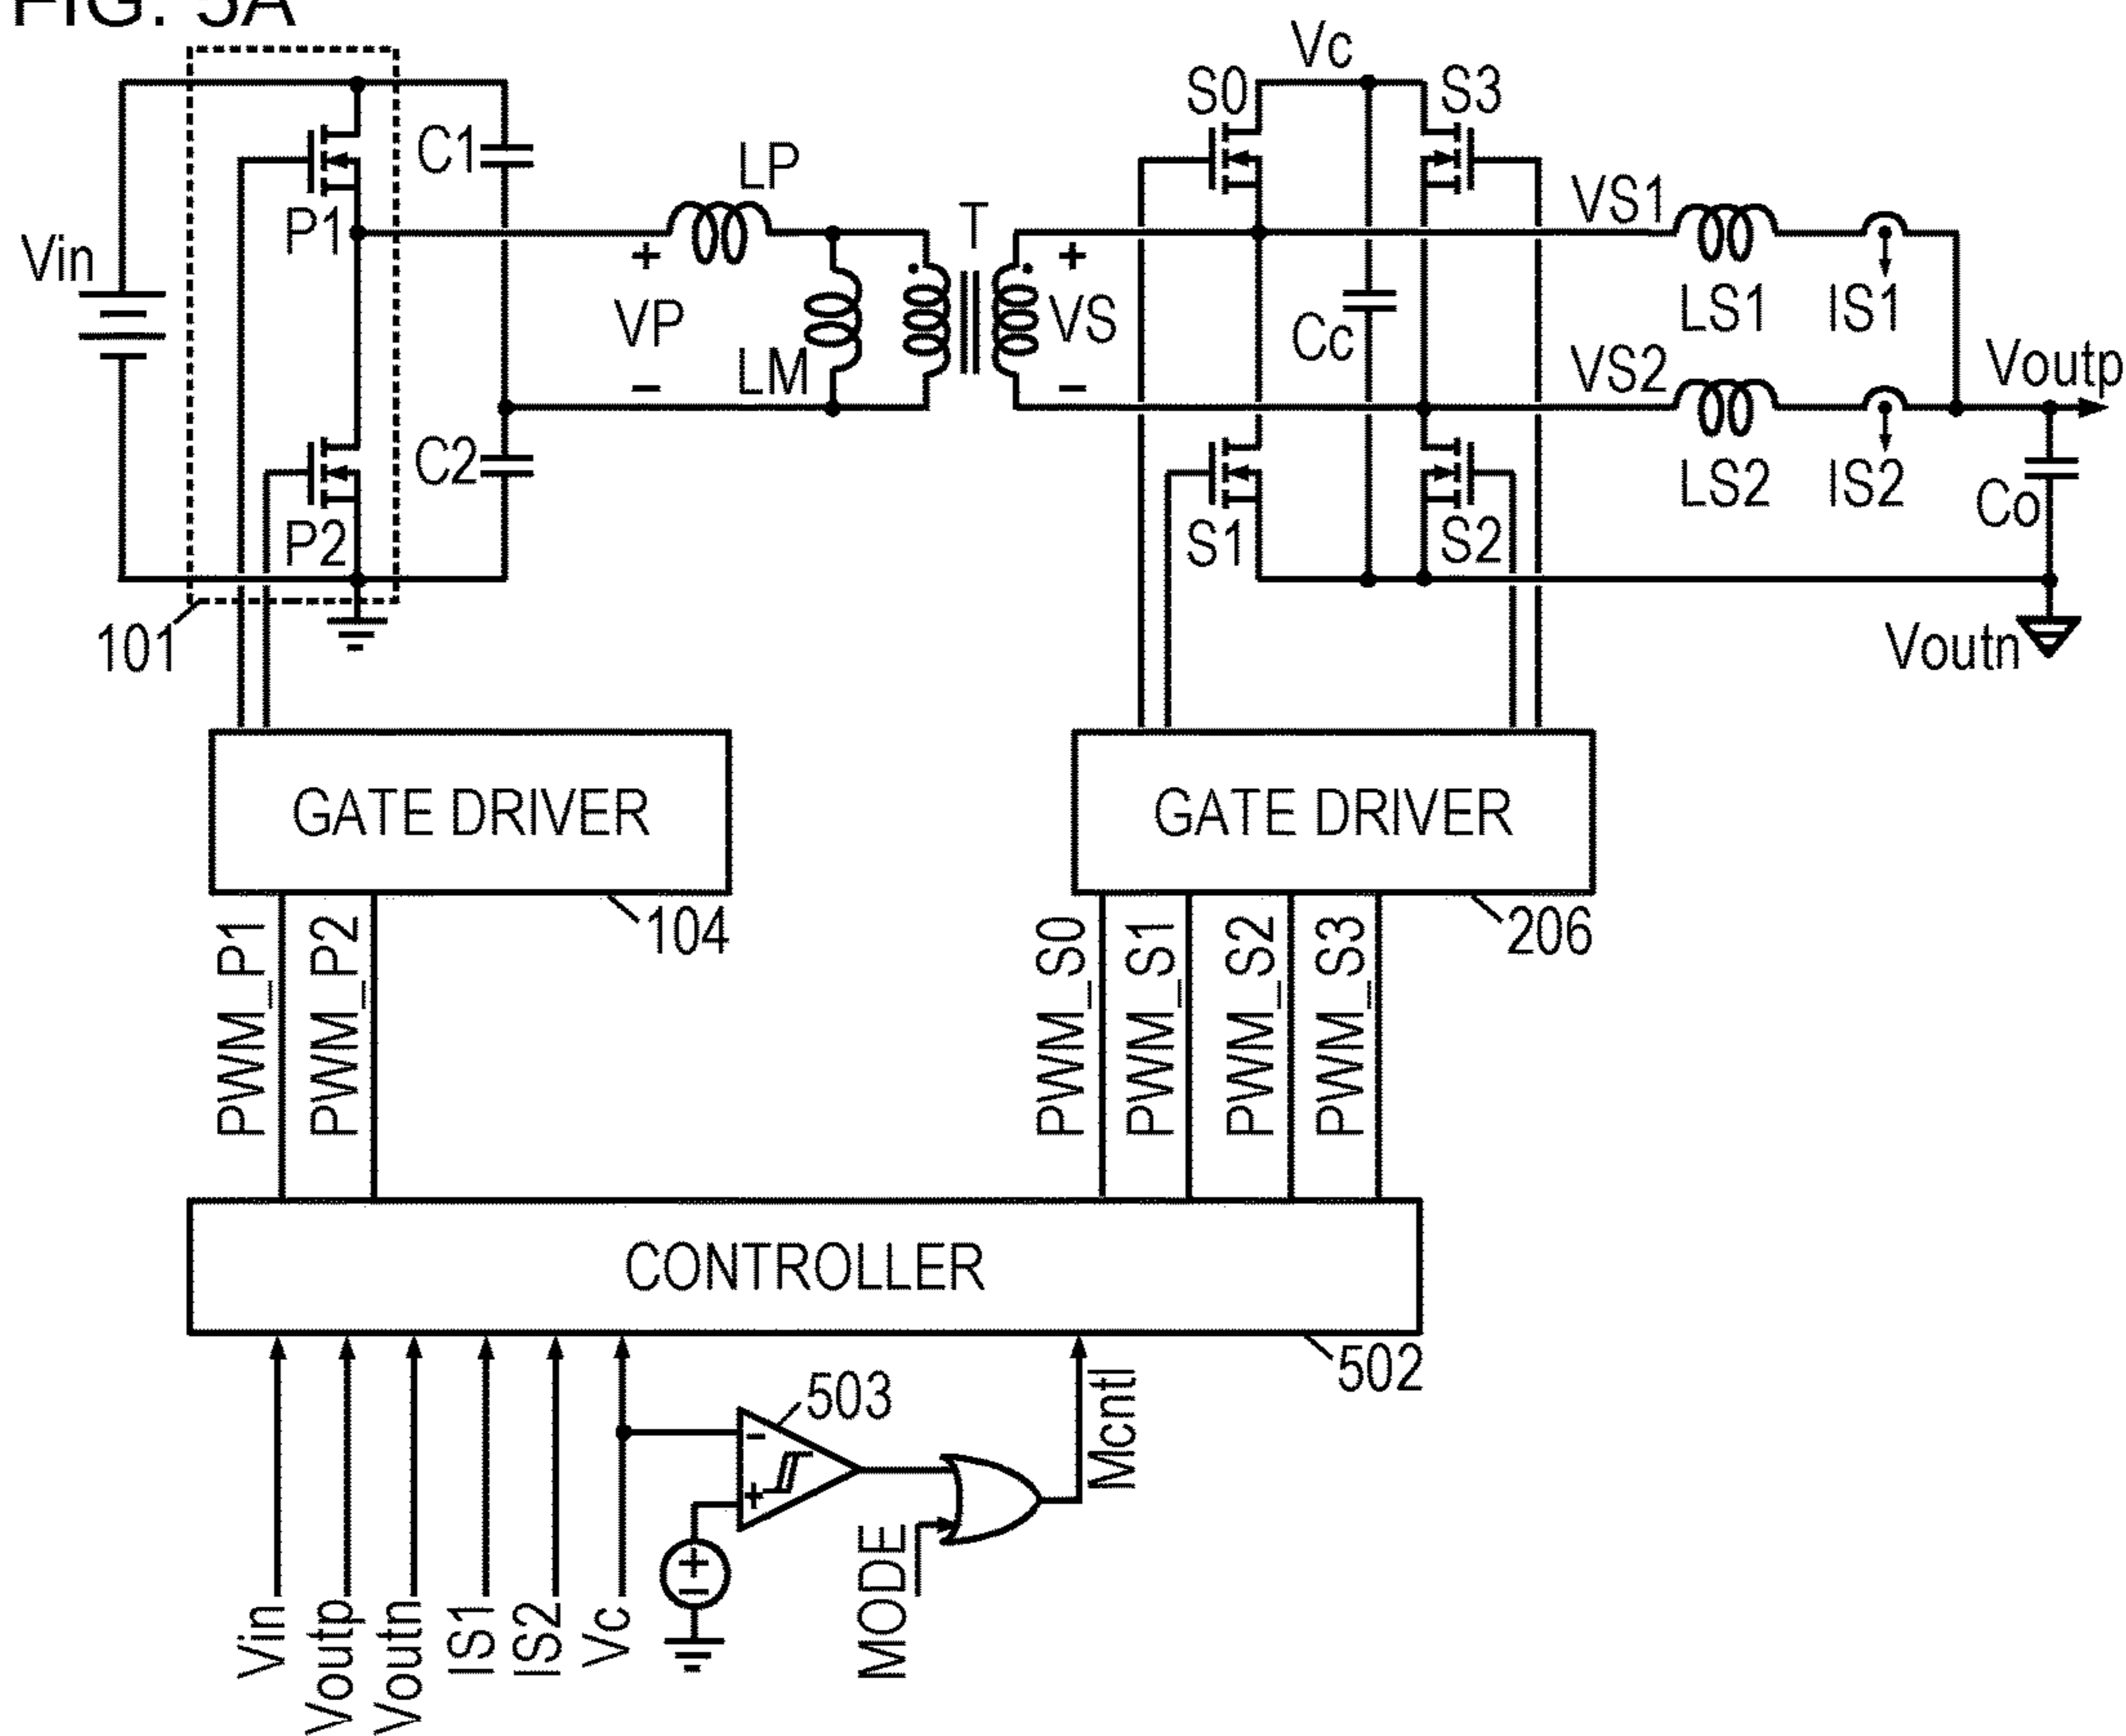 FIG. 5A
Vc
S0
S3
C1
LP
P1
T
VS1
Vin
+
+
VP
VS
Cc
LS1
IS1
LM
VS2
Voutp
−
−
C2
LS2
IS2
Co
P2
S1
S2
101
Voutn
GATE DRIVER
GATE DRIVER
104
206
PWM_P1
PWM_P2
PWM_S0
PWM_S1
PWM_S2
PWM_S3
CONTROLLER
502
503
Mcntl
-
+
+
−
MODE
Vin
Voutp
Voutn
IS1
IS2
Vc